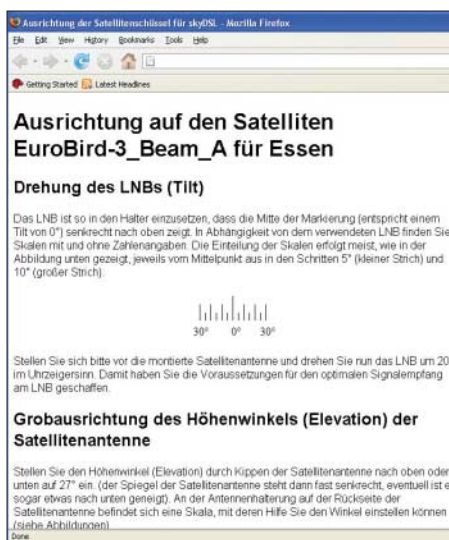 Ausrichtung der Satellitenschüssel für skyDSL - Mozilla Firefox
File Edit View History Bookmarks Tools Help
Getting Started Latest Headlines
Ausrichtung auf den Satelliten
EuroBird-3_Beam_A für Essen
Drehung des LNBs (Tilt)
Das LNB ist so in den Halter einzusetzen, dass die Mitte der Markierung (entspricht einem
Tilt von 0°) senkrecht nach oben zeigt. In Abhängigkeit von dem verwendeten LNB finden Sie
Skalen mit und ohne Zahlenangaben. Die Einteilung der Skalen erfolgt meist, wie in der
Abbildung unten gezeigt, jeweils vom Mittelpunkt aus in den Schritten 5° (kleiner Strich) und
10° (großer Strich).
30° 0° 30°
Stellen Sie sich bitte vor die montierte Satellitenantenne und drehen Sie nun das LNB um 20
im Uhrzeigersinn. Damit haben Sie die Voraussetzungen für den optimalen Signalempfang
am LNB geschaffen.
Grobausrichtung des Höhenwinkels (Elevation) der
Satellitenantenne
Stellen Sie den Höhenwinkel (Elevation) durch Kippen der Satellitenantenne nach oben oder
unten auf 27° ein. (der Spiegel der Satellitenantenne steht dann fast senkrecht, eventuell ist e
sogar etwas nach unten geneigt). An der Antennenhalterung auf der Rückseite der
Satellitenantenne befindet sich eine Skala, mit deren Hilfe Sie den Winkel einstellen können
(siehe Abbildungen)
Done